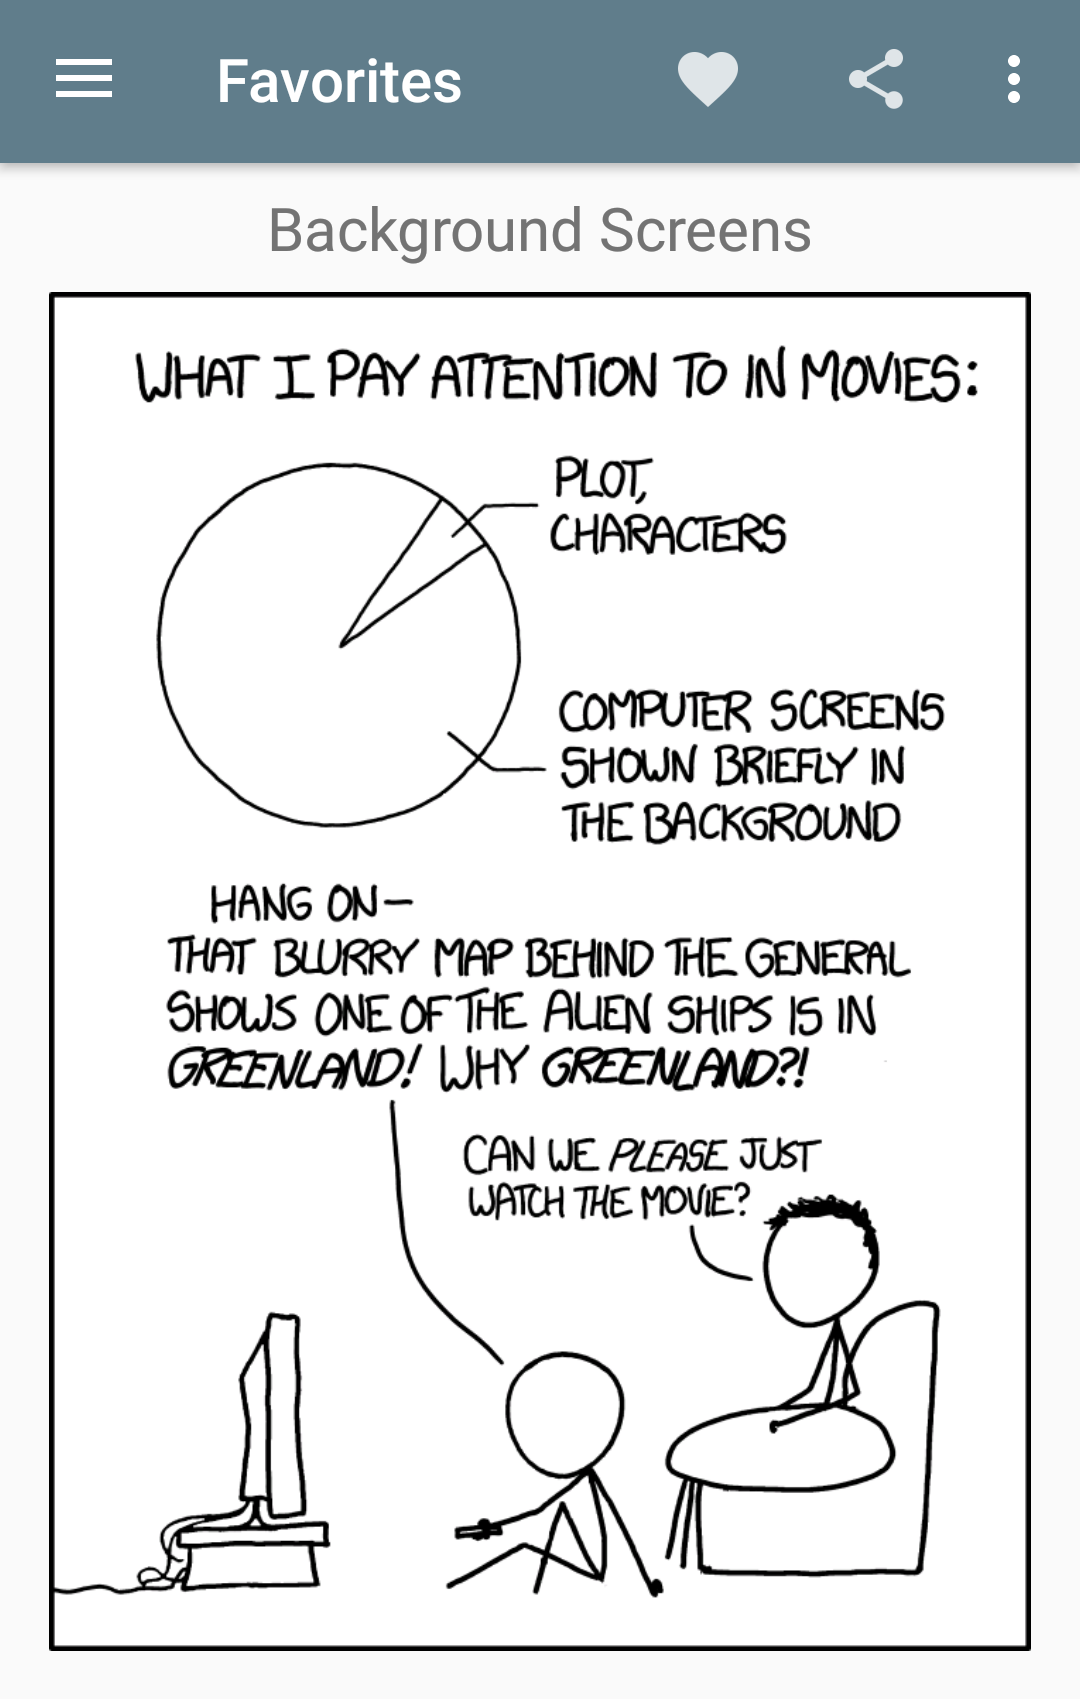 Favorites
Background Screens
WHAT I PAY ATTENTION TO IN MOVIES:
PLOT,
CHARACTERS
COMPUTER SCREENS
SHOWN BRIEFLY IN
THE BACKGROUND
HANG ON—
THAT BLURRY MAP BEHIND THE GENERAL
SHOWS ONE OF THE ALIEN SHIPS IS IN
GREENLAND! WHY GREENLAND?!
CAN WE PLEASE JUST
WATCH THE MOVIE?